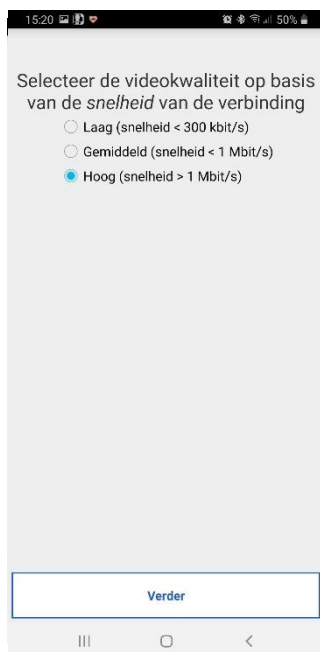 15:20 50%
Selecteer de videokwaliteit op basis
van de snelheid van de verbinding
Laag (snelheid < 300 kbit/s)
Gemiddeld (snelheid < 1 Mbit/s)
Hoog (snelheid > 1 Mbit/s)
Verder